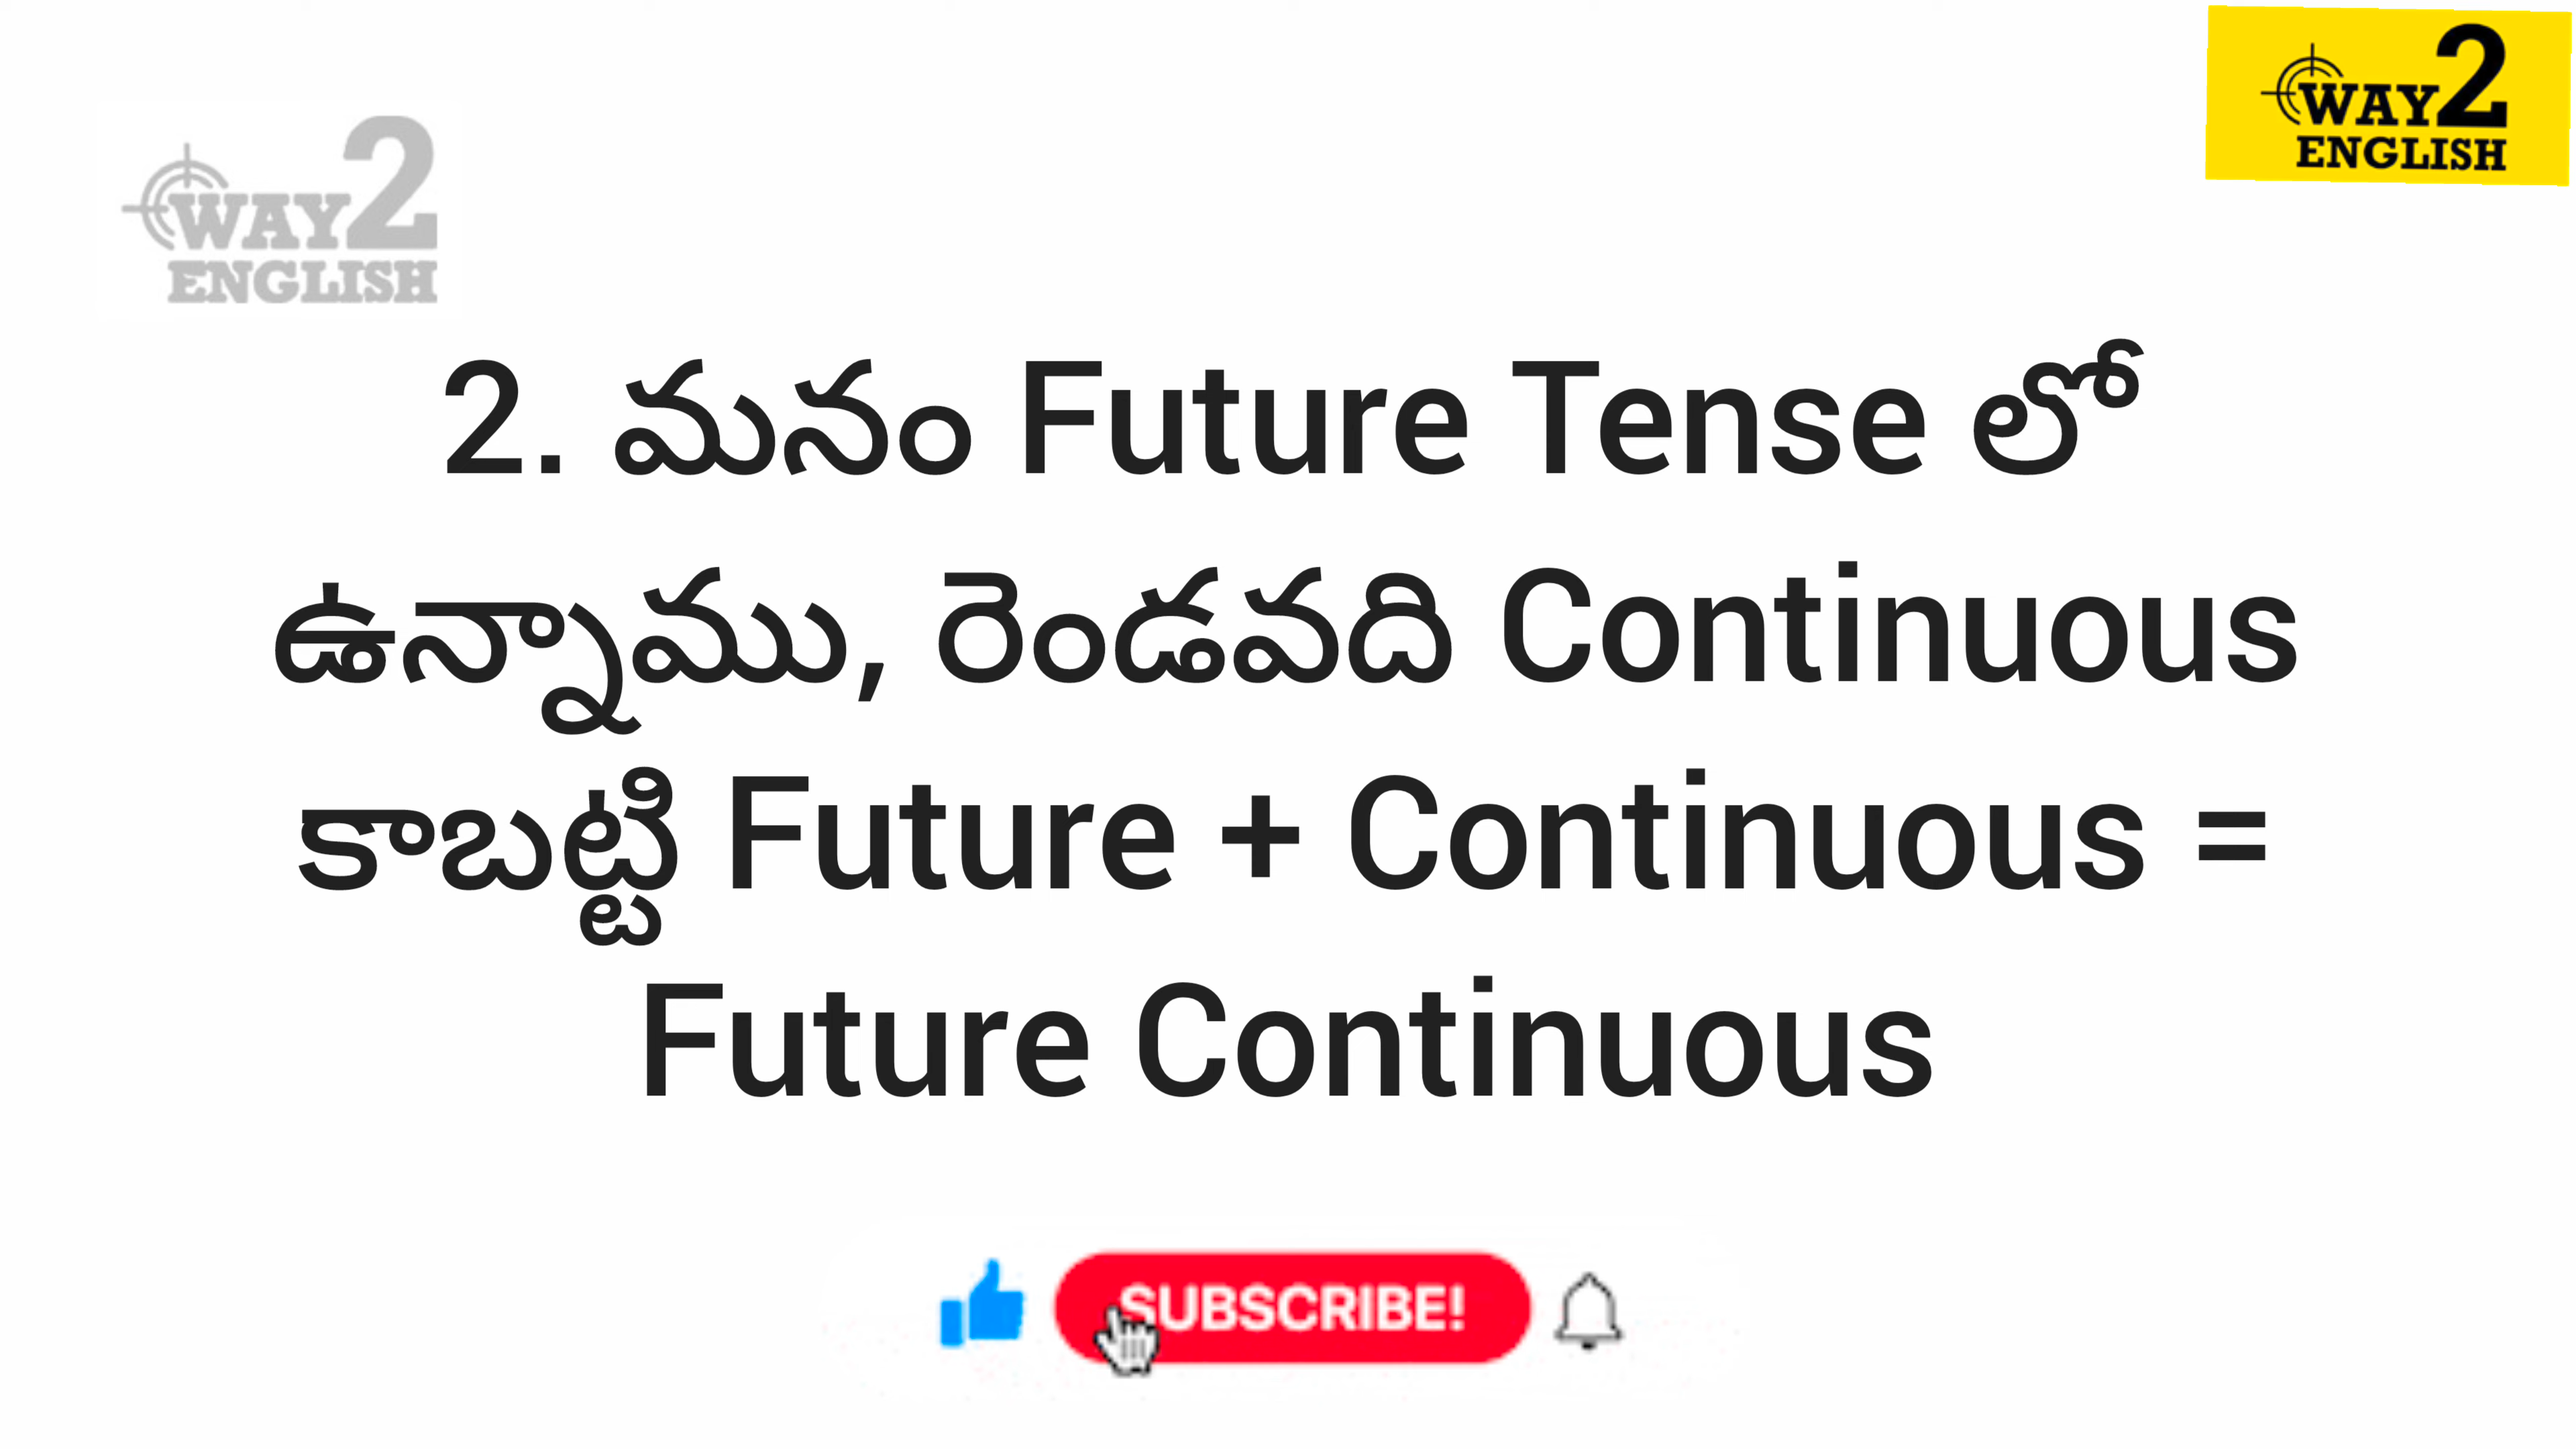 WAY2
ENGLISH
WAY2
ENGLISH
2. మనం Future Tense లో
ఉన్నాము, రెండవది Continuous
కాబట్టి Future + Continuous =
Future Continuous
SUBSCRIBE!